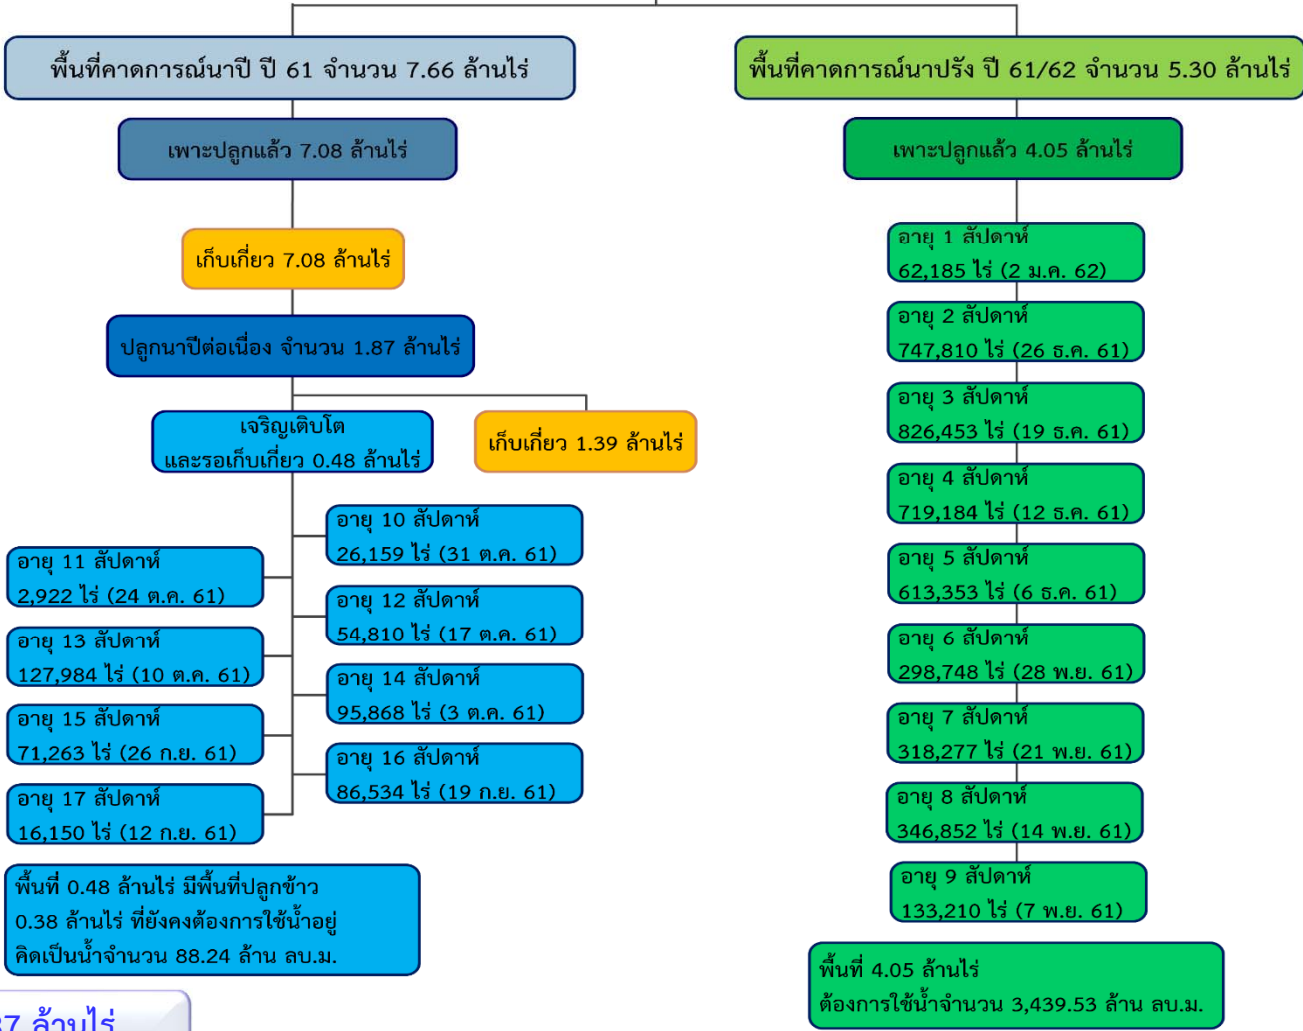 พื้นที่คาดการณ์นาปี ปี 61 จำนวน 7.66 ล้านไร่
เพาะปลูกแล้ว 7.08 ล้านไร่
เก็บเกี่ยว 7.08 ล้านไร่
ปลูกนาปีต่อเนื่อง จำนวน 1.87 ล้านไร่
เจริญเติบโต
และรอเก็บเกี่ยว 0.48 ล้านไร่
เก็บเกี่ยว 1.39 ล้านไร่
อายุ 10 สัปดาห์
26,159 ไร่ (31 ต.ค. 61)
อายุ 11 สัปดาห์
2,922 ไร่ (24 ต.ค. 61)
อายุ 12 สัปดาห์
54,810 ไร่ (17 ต.ค. 61)
อายุ 13 สัปดาห์
127,984 ไร่ (10 ต.ค. 61)
อายุ 14 สัปดาห์
95,868 ไร่ (3 ต.ค. 61)
อายุ 15 สัปดาห์
71,263 ไร่ (26 ก.ย. 61)
อายุ 16 สัปดาห์
86,534 ไร่ (19 ก.ย. 61)
อายุ 17 สัปดาห์
16,150 ไร่ (12 ก.ย. 61)
พื้นที่ 0.48 ล้านไร่ มีพื้นที่ปลูกข้าว
0.38 ล้านไร่ ที่ยังคงต้องการใช้น้ำอยู่
คิดเป็นน้ำจำนวน 88.24 ล้าน ลบ.ม.
พื้นที่คาดการณ์นาปรัง ปี 61/62 จำนวน 5.30 ล้านไร่
เพาะปลูกแล้ว 4.05 ล้านไร่
อายุ 1 สัปดาห์
62,185 ไร่ (2 ม.ค. 62)
อายุ 2 สัปดาห์
747,810 ไร่ (26 ธ.ค. 61)
อายุ 3 สัปดาห์
826,453 ไร่ (19 ธ.ค. 61)
อายุ 4 สัปดาห์
719,184 ไร่ (12 ธ.ค. 61)
อายุ 5 สัปดาห์
613,353 ไร่ (6 ธ.ค. 61)
อายุ 6 สัปดาห์
298,748 ไร่ (28 พ.ย. 61)
อายุ 7 สัปดาห์
318,277 ไร่ (21 พ.ย. 61)
อายุ 8 สัปดาห์
346,852 ไร่ (14 พ.ย. 61)
อายุ 9 สัปดาห์
133,210 ไร่ (7 พ.ย. 61)
พื้นที่ 4.05 ล้านไร่
ต้องการใช้น้ำจำนวน 3,439.53 ล้าน ลบ.ม.
ล้านไร่